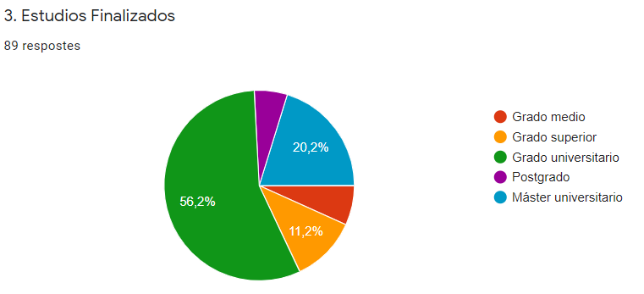 3. Estudios Finalizados
89 respostes
20,2%
56,2%
11,2%
Grado medio
Grado superior
Grado universitario
Postgrado
Máster universitario